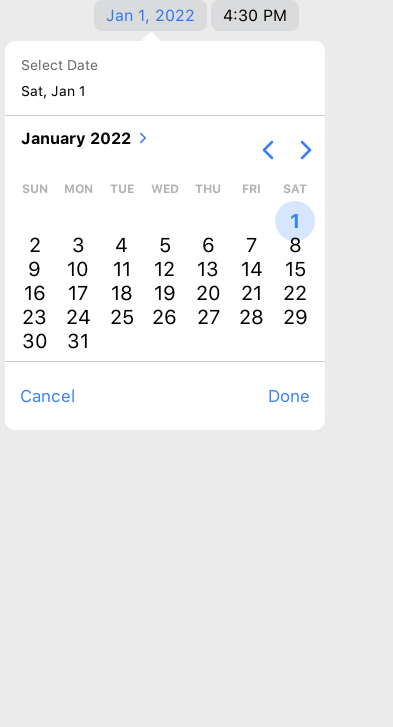 Jan 1, 2022 4:30 PM
Select Date
Sat, Jan 1
January 2022
SUN MON TUE WED THU FRI SAT
1
2 3 4 5 6 7 8
9 10 11 12 13 14 15
16 17 18 19 20 21 22
23 24 25 26 27 28 29
30 31
Cancel Done